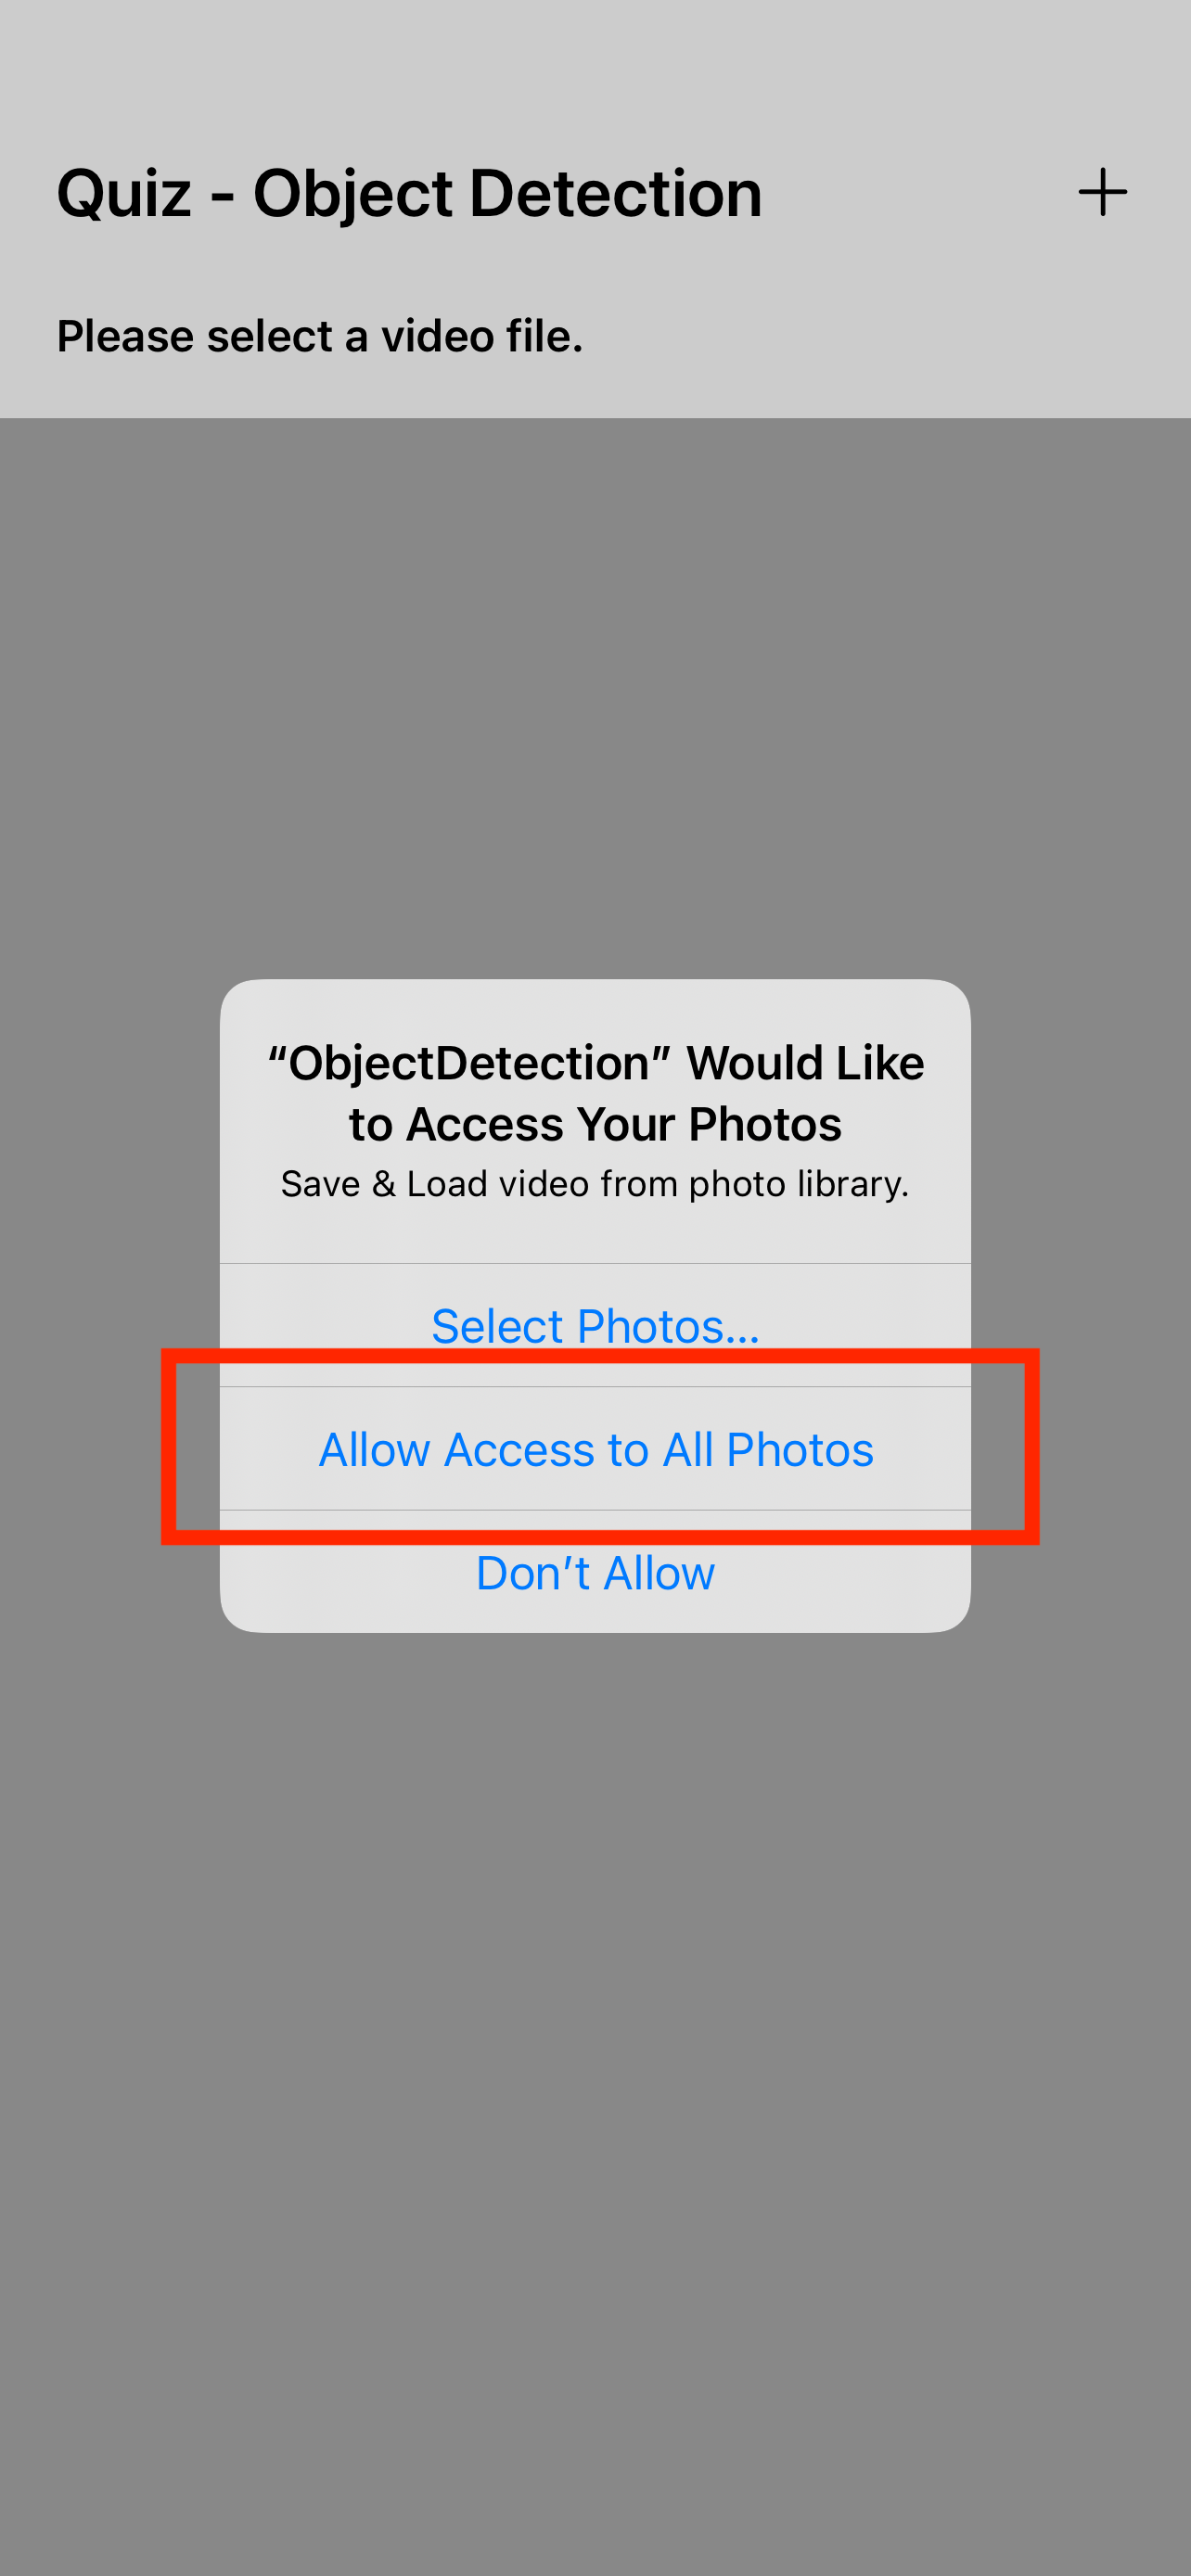 Quiz - Object Detection
Please select a video file.
“ObjectDetection” Would Like
to Access Your Photos
Save & Load video from photo library.
Select Photos...
Allow Access to All Photos
Don’t Allow